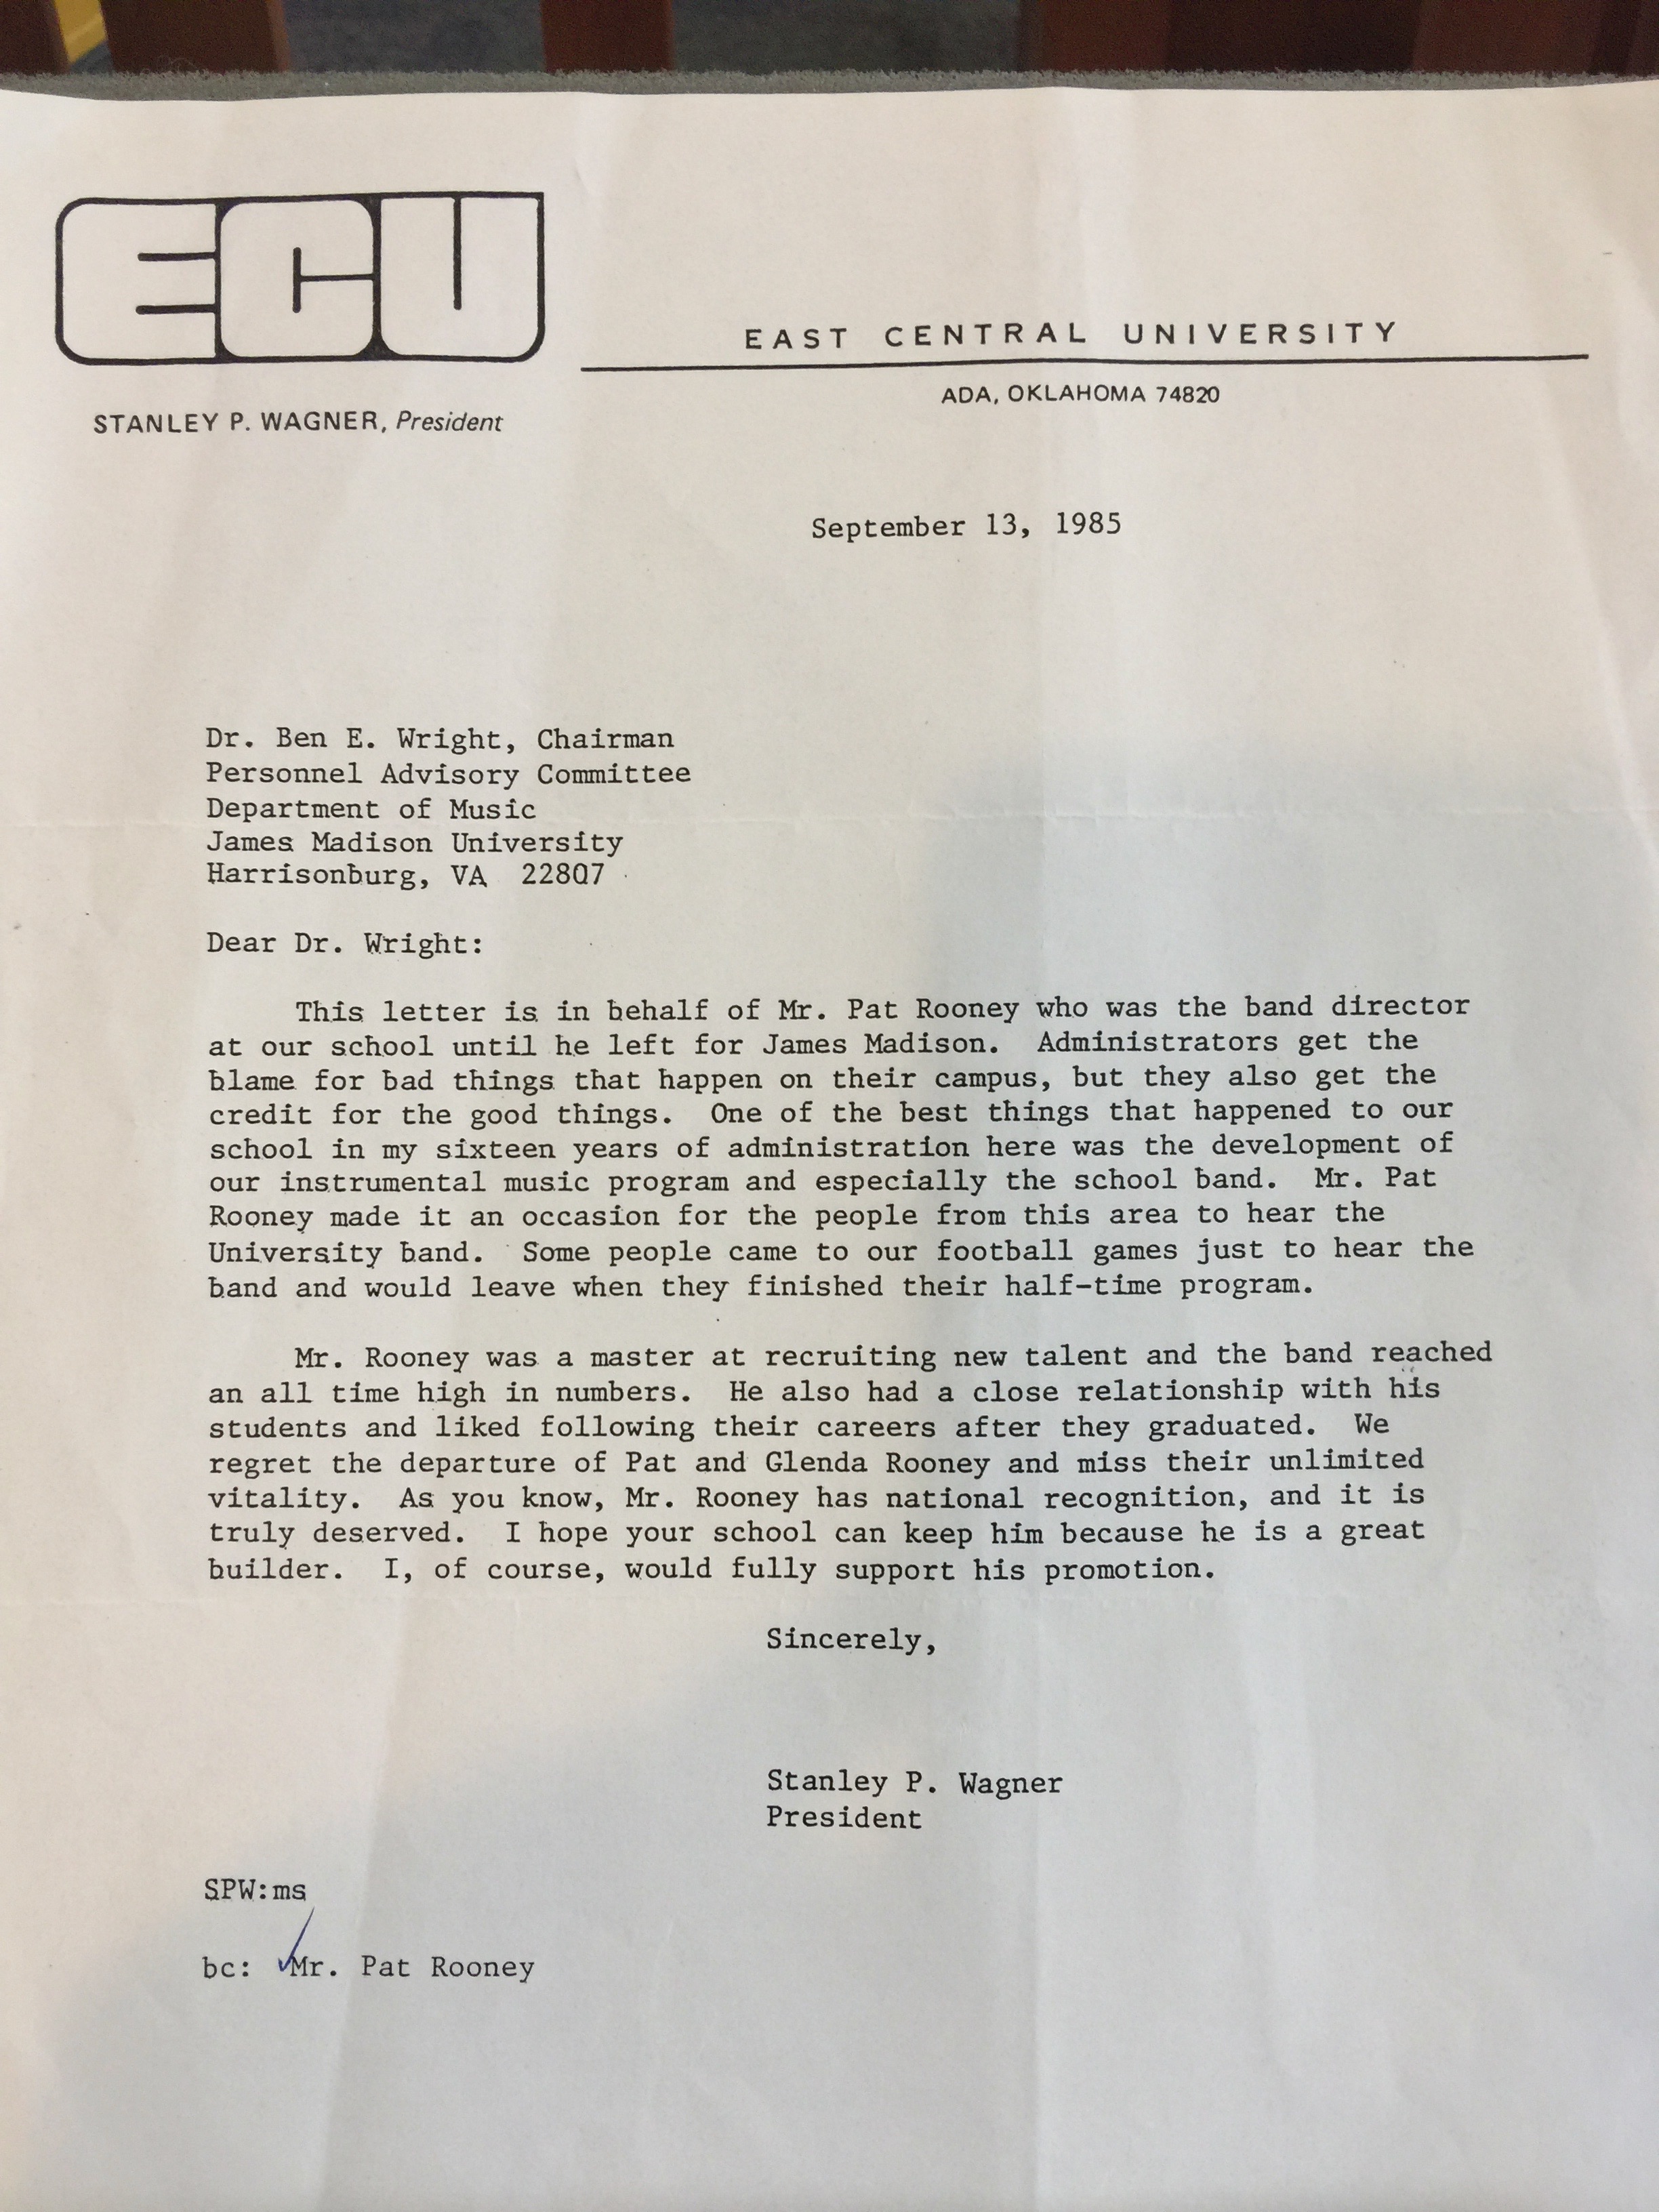 ECU
EAST CENTRAL UNIVERSITY
ADA, OKLAHOMA 74820
STANLEY P. WAGNER, President
September 13, 1985
Dr. Ben E. Wright, Chairman
Personnel Advisory Committee
Department of Music
James Madison University
Harrisonburg, VA  22807
Dear Dr. Wright:
This letter is in behalf of Mr. Pat Rooney who was the band director
at our school until he left for James Madison.  Administrators get the
blame for bad things that happen on their campus, but they also get the
credit for the good things.  One of the best things that happened to our
school in my sixteen years of administration here was the development of
our instrumental music program and especially the school band.  Mr. Pat
Rooney made it an occasion for the people from this area to hear the
University band.  Some people came to our football games just to hear the
band and would leave when they finished their half-time program.
Mr. Rooney was a master at recruiting new talent and the band reached
an all time high in numbers.  He also had a close relationship with his
students and liked following their careers after they graduated.  We
regret the departure of Pat and Glenda Rooney and miss their unlimited
vitality.  As you know, Mr. Rooney has national recognition, and it is
truly deserved.  I hope your school can keep him because he is a great
builder.  I, of course, would fully support his promotion.
Sincerely,
Stanley P. Wagner
President
SPW:ms
bc:  ✓Mr. Pat Rooney